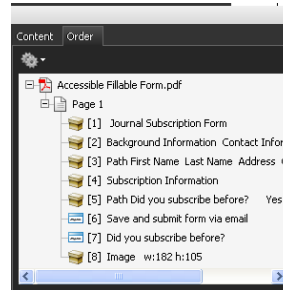 Content Order
Accessible Fillable Form.pdf
Page 1
[1] Journal Subscription Form
[2] Background Information Contact Infor
[3] Path First Name Last Name Address
[4] Subscription Information
[5] Path Did you subscribe before? Yes
[6] Save and submit form via email
[7] Did you subscribe before?
[8] Image w:182 h:105